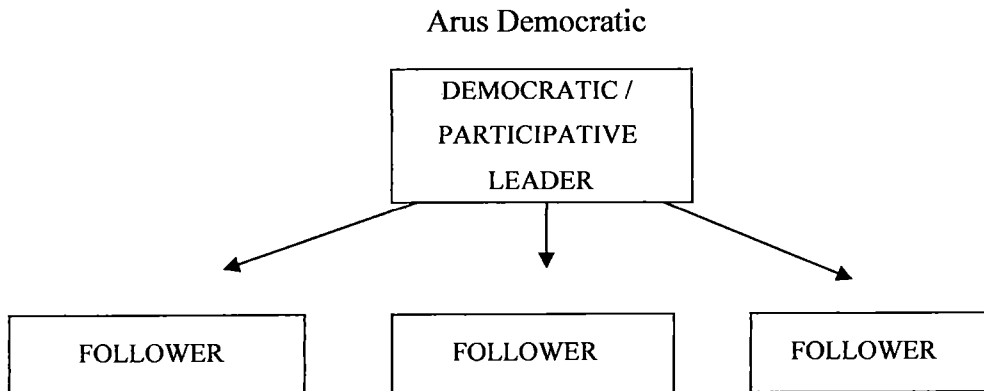 Arus Democratic
DEMOCRATIC /
PARTICIPATIVE
LEADER
FOLLOWER
FOLLOWER
FOLLOWER